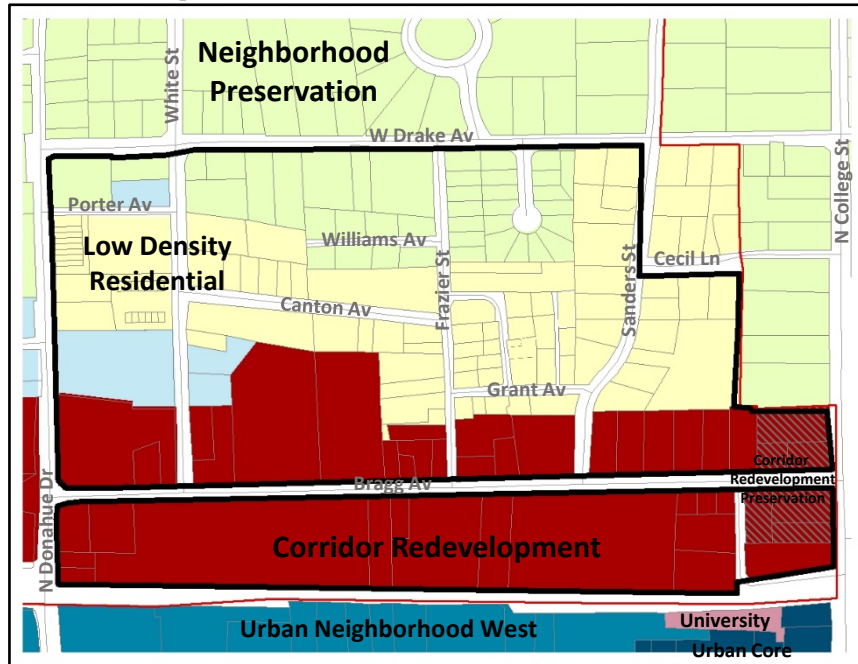 Neighborhood
Preservation
White St
W Drake Av
N College St
Porter Av
Low Density
Residential
Williams Av
Cecil Ln
Canton Av
Frazier St
Sanders St
Grant Av
Corridor
Redevelopment
Preservation
Bragg Av
N Donahue Dr
Corridor Redevelopment
Urban Neighborhood West
University
Urban Core